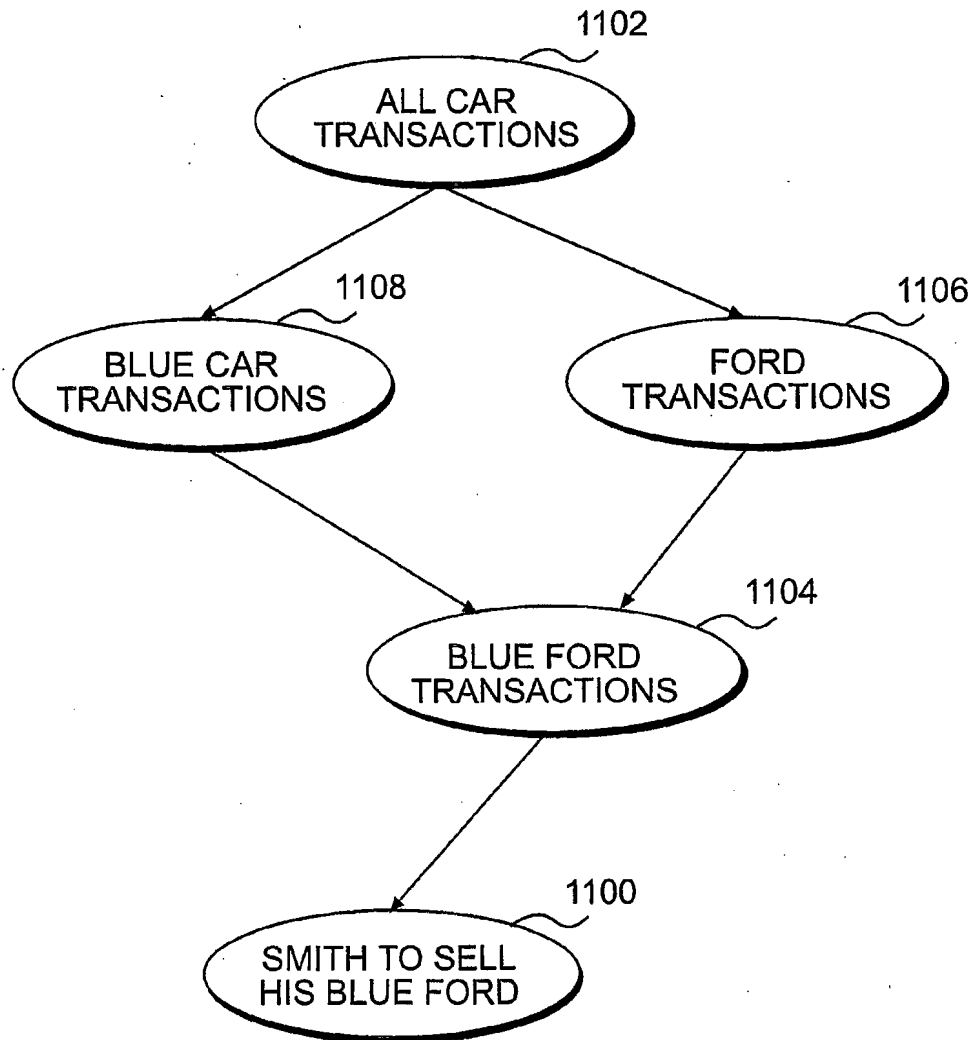 1102
ALL CAR
TRANSACTIONS
1108
BLUE CAR
TRANSACTIONS
1106
FORD
TRANSACTIONS
1104
BLUE FORD
TRANSACTIONS
1100
SMITH TO SELL
HIS BLUE FORD